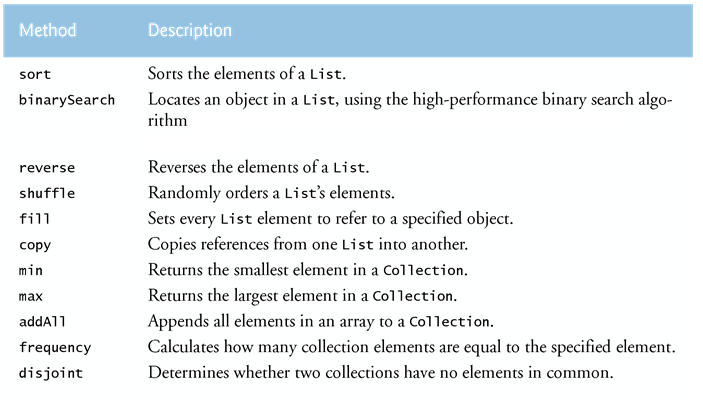 Method Description
sort Sorts the elements of a List.
binarySearch Locates an object in a List, using the high-performance binary search algo-
rithm
reverse Reverses the elements of a List.
shuffle Randomly orders a List's elements.
fill Sets every List element to refer to a specified object.
copy Copies references from one List into another.
min Returns the smallest element in a Collection.
max Returns the largest element in a Collection.
addAll Appends all elements in an array to a Collection.
frequency Calculates how many collection elements are equal to the specified element.
disjoint Determines whether two collections have no elements in common.